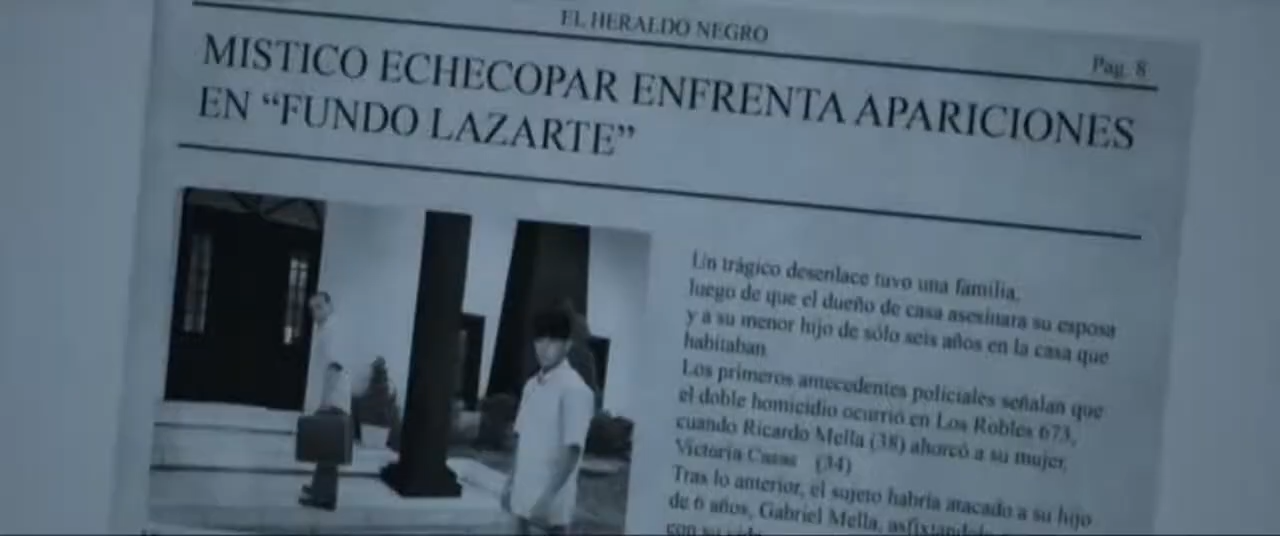 EL HERALDO NEGRO
Pag. 8
MISTICO ECHECOPAR ENFRENTA APARICIONES
EN “FUNDO LAZARTE”
Un trágico desenlace tuvo una familia,
luego de que el dueño de casa asesinara su esposa
y a su menor hijo de sólo seis años en la casa que
habitaban.
Los primeros antecedentes policiales señalan que
el doble homicidio ocurrió en Los Robles 673,
cuando Ricardo Mella (38) ahorcó a su mujer,
Victoria Casas (34)
Tras lo anterior, el sujeto habría atacado a su hijo
de 6 años, Gabriel Mella,
con su